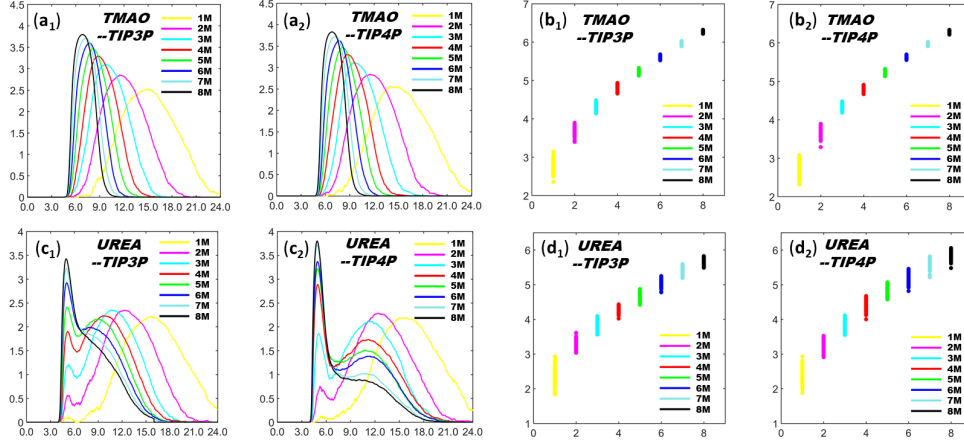 (a₁)
TMAO
--TIP3P
1M
2M
3M
4M
5M
6M
7M
8M
4.5
4
3.5
3
2.5
2
1.5
1
0.5
0
0.0 3.0 6.0 9.0 12.0 15.0 18.0 21.0 24.0
(a₂)
TMAO
--TIP4P
1M
2M
3M
4M
5M
6M
7M
8M
4.5
4
3.5
3
2.5
2
1.5
1
0.5
0
0.0 3.0 6.0 9.0 12.0 15.0 18.0 21.0 24.0
(b₁)
TMAO
--TIP3P
1M
2M
3M
4M
5M
6M
7M
8M
7
6
5
4
3
2
0 2 4 6 8
(b₂)
TMAO
--TIP4P
1M
2M
3M
4M
5M
6M
7M
8M
7
6
5
4
3
2
1
0 2 4 6 8
(c₁)
UREA
--TIP3P
1M
2M
3M
4M
5M
6M
7M
8M
4
3.5
3
2.5
2
1.5
1
0.5
0
0.0 3.0 6.0 9.0 12.0 15.0 18.0 21.0 24.0
(c₂)
UREA
--TIP4P
1M
2M
3M
4M
5M
6M
7M
8M
4
3.5
3
2.5
2
1.5
1
0.5
0
0.0 3.0 6.0 9.0 12.0 15.0 18.0 21.0 24.0
(d₁)
UREA
--TIP3P
1M
2M
3M
4M
5M
6M
7M
8M
6
5
4
3
2
1
0 2 4 6 8
(d₂)
UREA
--TIP4P
1M
2M
3M
4M
5M
6M
7M
8M
6
5
4
3
2
1
0 2 4 6 8